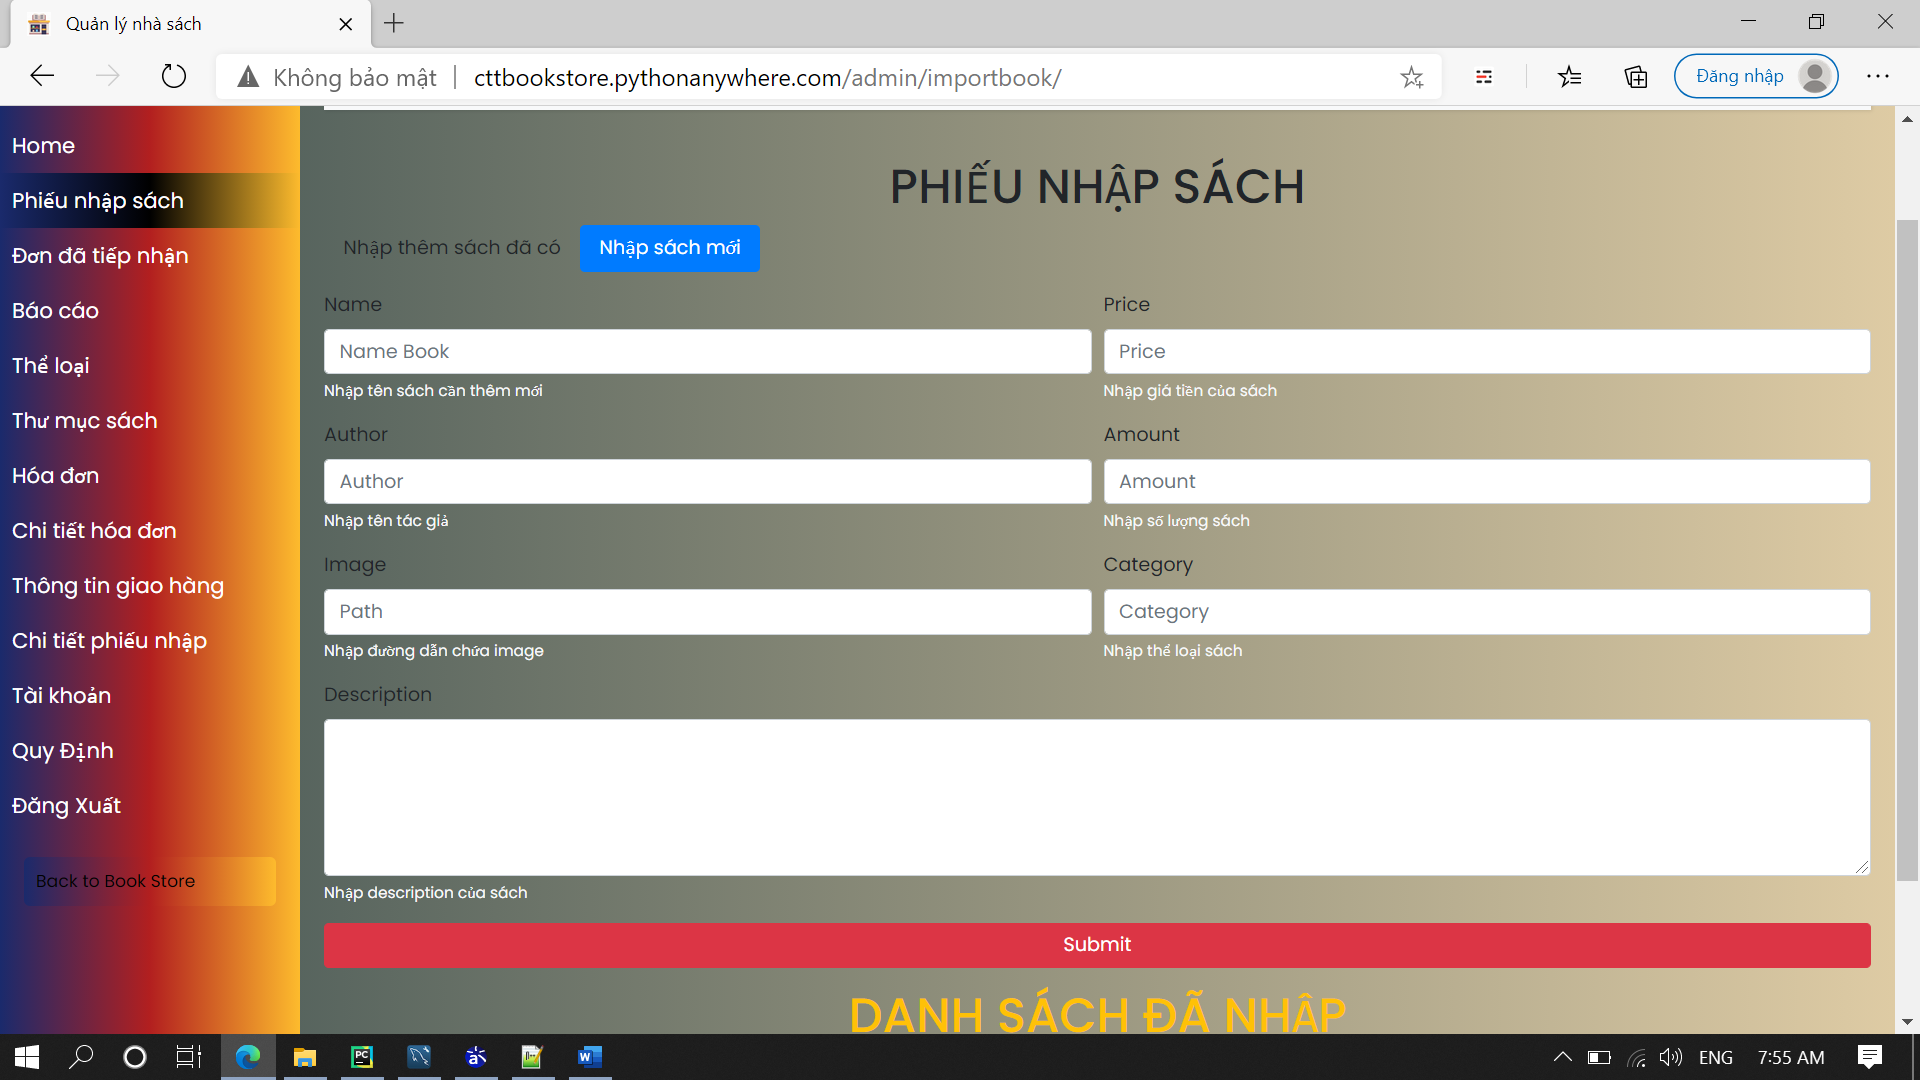 Quản lý nhà sách
Không bảo mật
cttbookstore.pythonanywhere.com/admin/importbook/
Đăng nhập
Home
Phiếu nhập sách
Đơn đã tiếp nhận
Báo cáo
Thể loại
Thư mục sách
Hóa đơn
Chi tiết hóa đơn
Thông tin giao hàng
Chi tiết phiếu nhập
Tài khoản
Quy Định
Đăng Xuất
Back to Book Store
PHIẾU NHẬP SÁCH
Nhập thêm sách đã có
Nhập sách mới
Name
Price
Name Book
Price
Nhập tên sách cần thêm mới
Nhập giá tiền của sách
Author
Amount
Author
Amount
Nhập tên tác giả
Nhập số lượng sách
Image
Category
Path
Category
Nhập đường dẫn chứa image
Nhập thể loại sách
Description
Nhập description của sách
Submit
DANH SÁCH ĐÃ NHẬP
ENG
7:55 AM